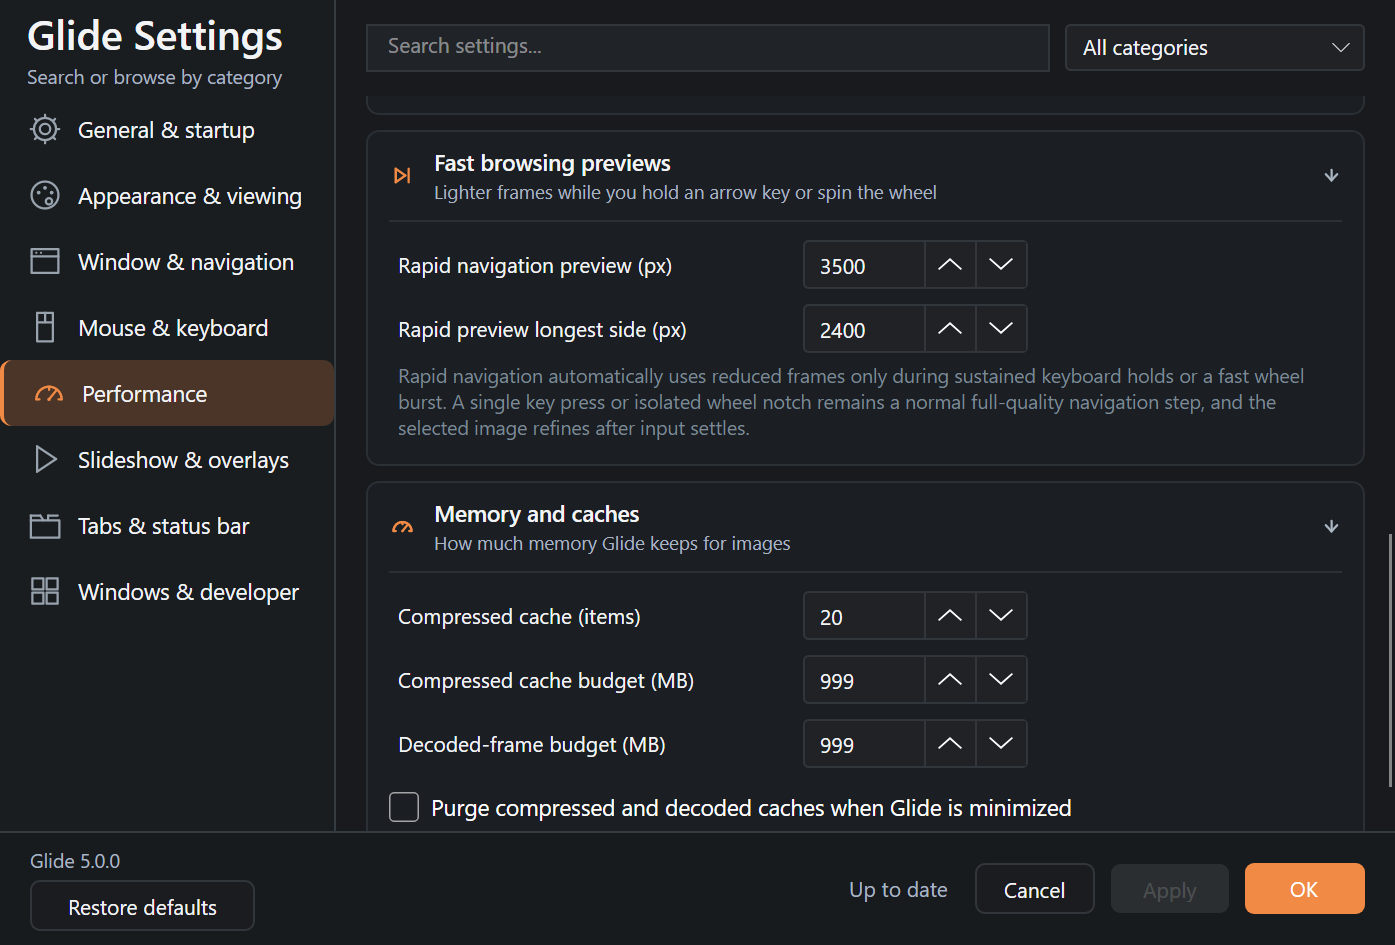 Glide Settings
Search or browse by category
General & startup
Appearance & viewing
Window & navigation
Mouse & keyboard
Performance
Slideshow & overlays
Tabs & status bar
Windows & developer
Glide 5.0.0
Restore defaults
Search settings...
All categories
Fast browsing previews
Lighter frames while you hold an arrow key or spin the wheel
Rapid navigation preview (px)
3500
Rapid preview longest side (px)
2400
Rapid navigation automatically uses reduced frames only during sustained keyboard holds or a fast wheel
burst. A single key press or isolated wheel notch remains a normal full-quality navigation step, and the
selected image refines after input settles.
Memory and caches
How much memory Glide keeps for images
Compressed cache (items)
20
Compressed cache budget (MB)
999
Decoded-frame budget (MB)
999
Purge compressed and decoded caches when Glide is minimized
Up to date
Cancel
Apply
OK